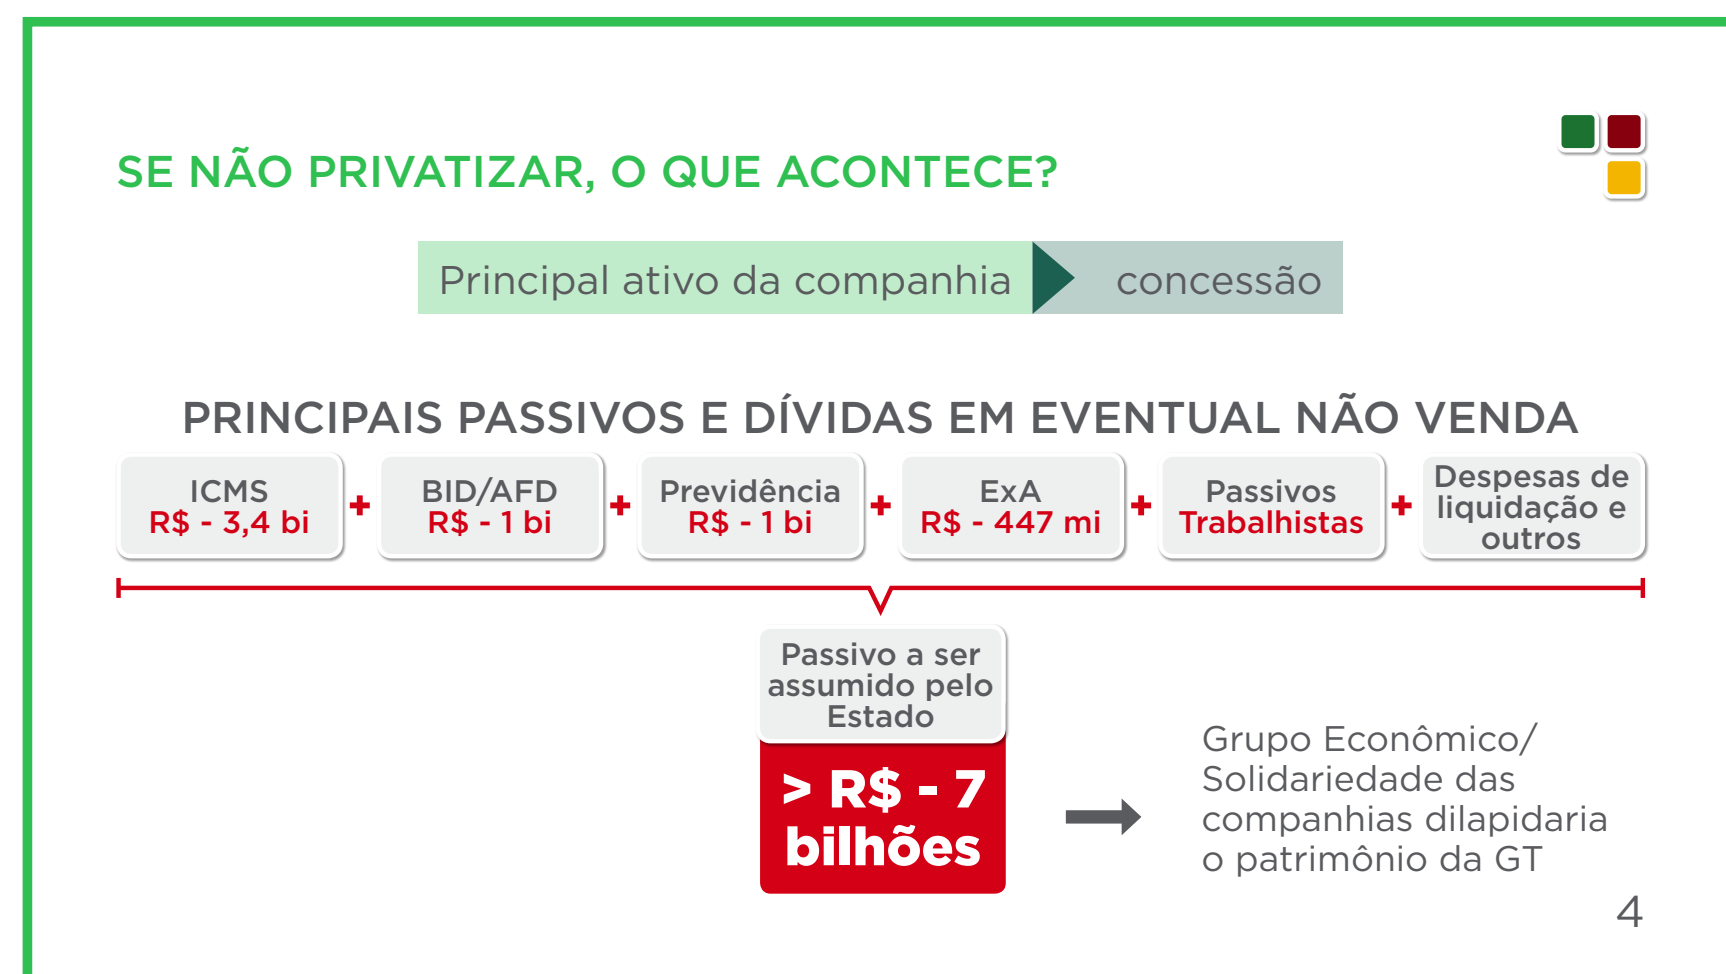 SE NÃO PRIVATIZAR, O QUE ACONTECE?
Principal ativo da companhia
concessão
PRINCIPAIS PASSIVOS E DÍVIDAS EM EVENTUAL NÃO VENDA
ICMS
R$ - 3,4 bi
+
BID/AFD
R$ - 1 bi
+
Previdência
R$ - 1 bi
+
ExA
R$ - 447 mi
+
Passivos
Trabalhistas
+
Despesas de
liquidação e
outros
Passivo a ser
assumido pelo
Estado
> R$ - 7
bilhões
Grupo Econômico/
Solidariedade das
companhias dilapidaria
o patrimônio da GT
4